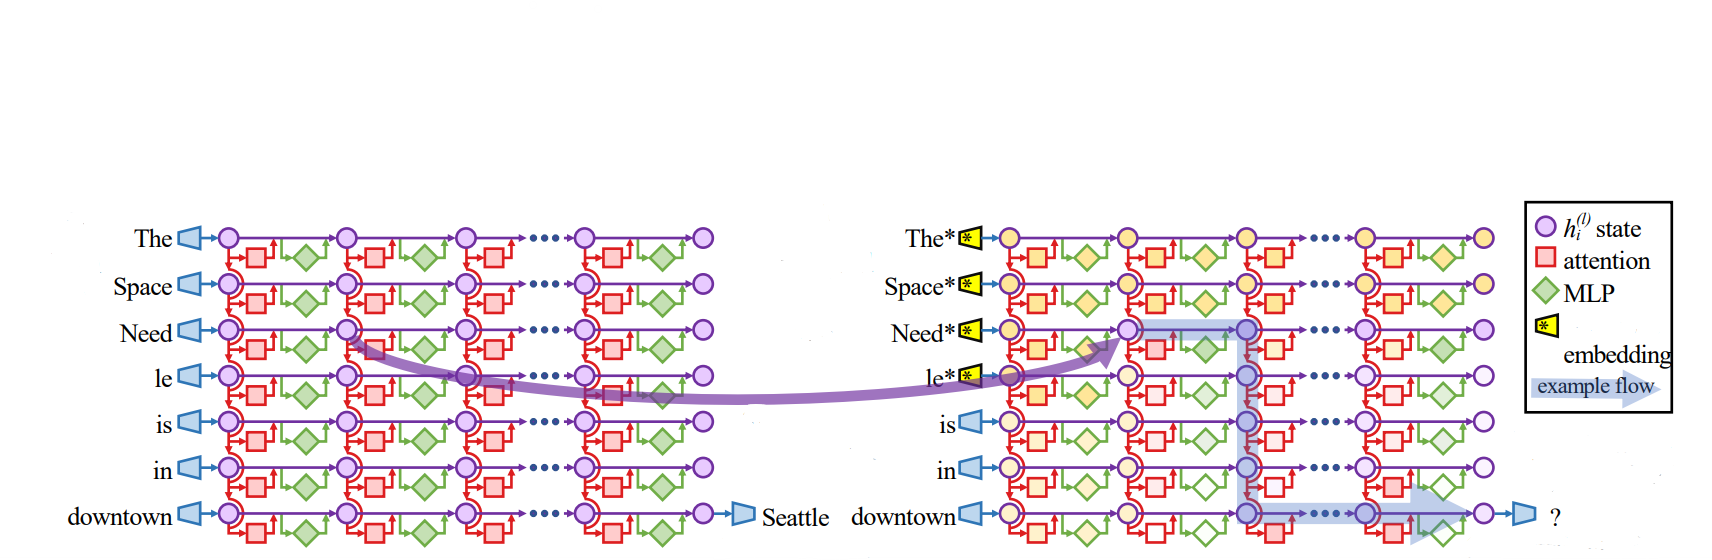 The
Space
Need
le
is
in
downtown
Seattle
The*
Space*
Need*
le*
is
in
downtown
?
*
*
*
*
h_i^(l) state
attention
MLP
*
embedding
example flow